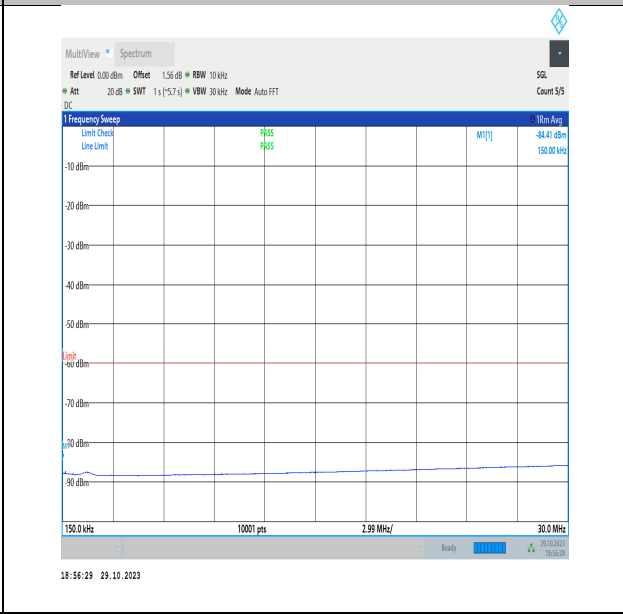 MultiView Spectrum
Ref Level 0.00 dBm Offset 1.56 dB RBW 10 kHz SGL
Att 20 dB SWT 1 s (~5.7 s) VBW 30 kHz Mode Auto FFT Count 5/5
DC
1 Frequency Sweep 1Rm Avg
Limit Check PASS M1[1] -84.41 dBm
Line Limit PASS 150.00 kHz
-10 dBm
-20 dBm
-30 dBm
-40 dBm
-50 dBm
Limit
-60 dBm
-70 dBm
M1
-80 dBm
-90 dBm
150.0 kHz 10001 pts 2.99 MHz/ 30.0 MHz
Ready 29.10.2023
18:56:28
18:56:29 29.10.2023